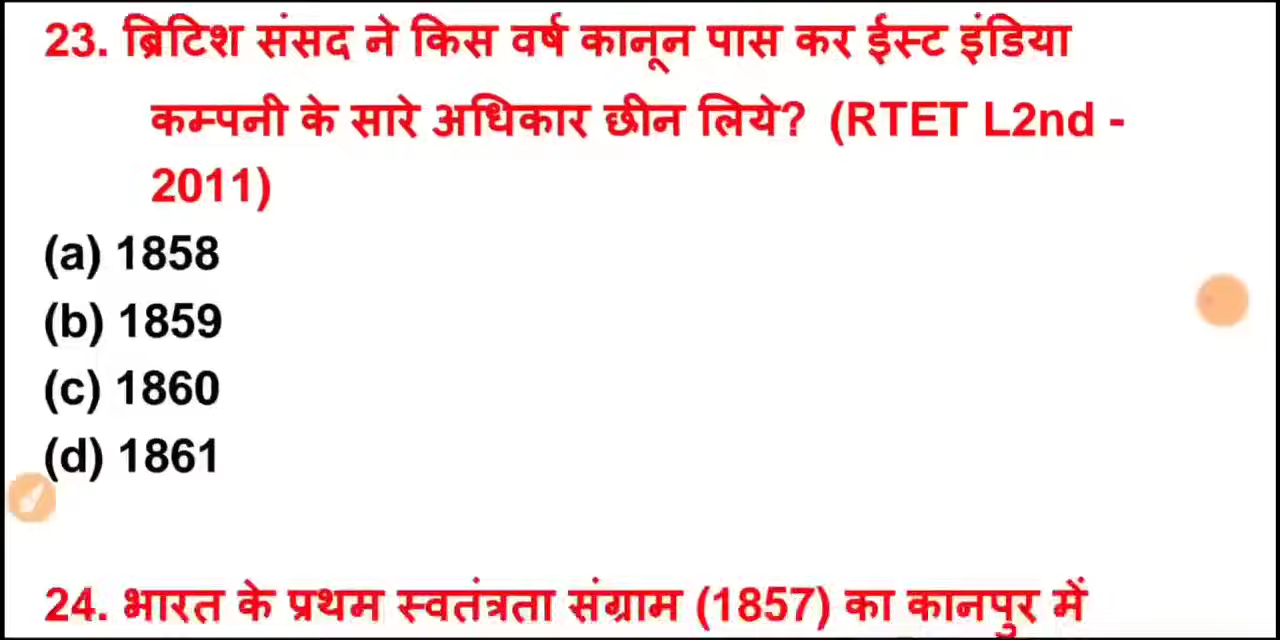 23. ब्रिटिश संसद ने किस वर्ष कानून पास कर ईस्ट इंडिया
कम्पनी के सारे अधिकार छीन लिये? (RTET L2nd -
2011)
(a) 1858
(b) 1859
(c) 1860
(d) 1861
24. भारत के प्रथम स्वतंत्रता संग्राम (1857) का कानपुर में